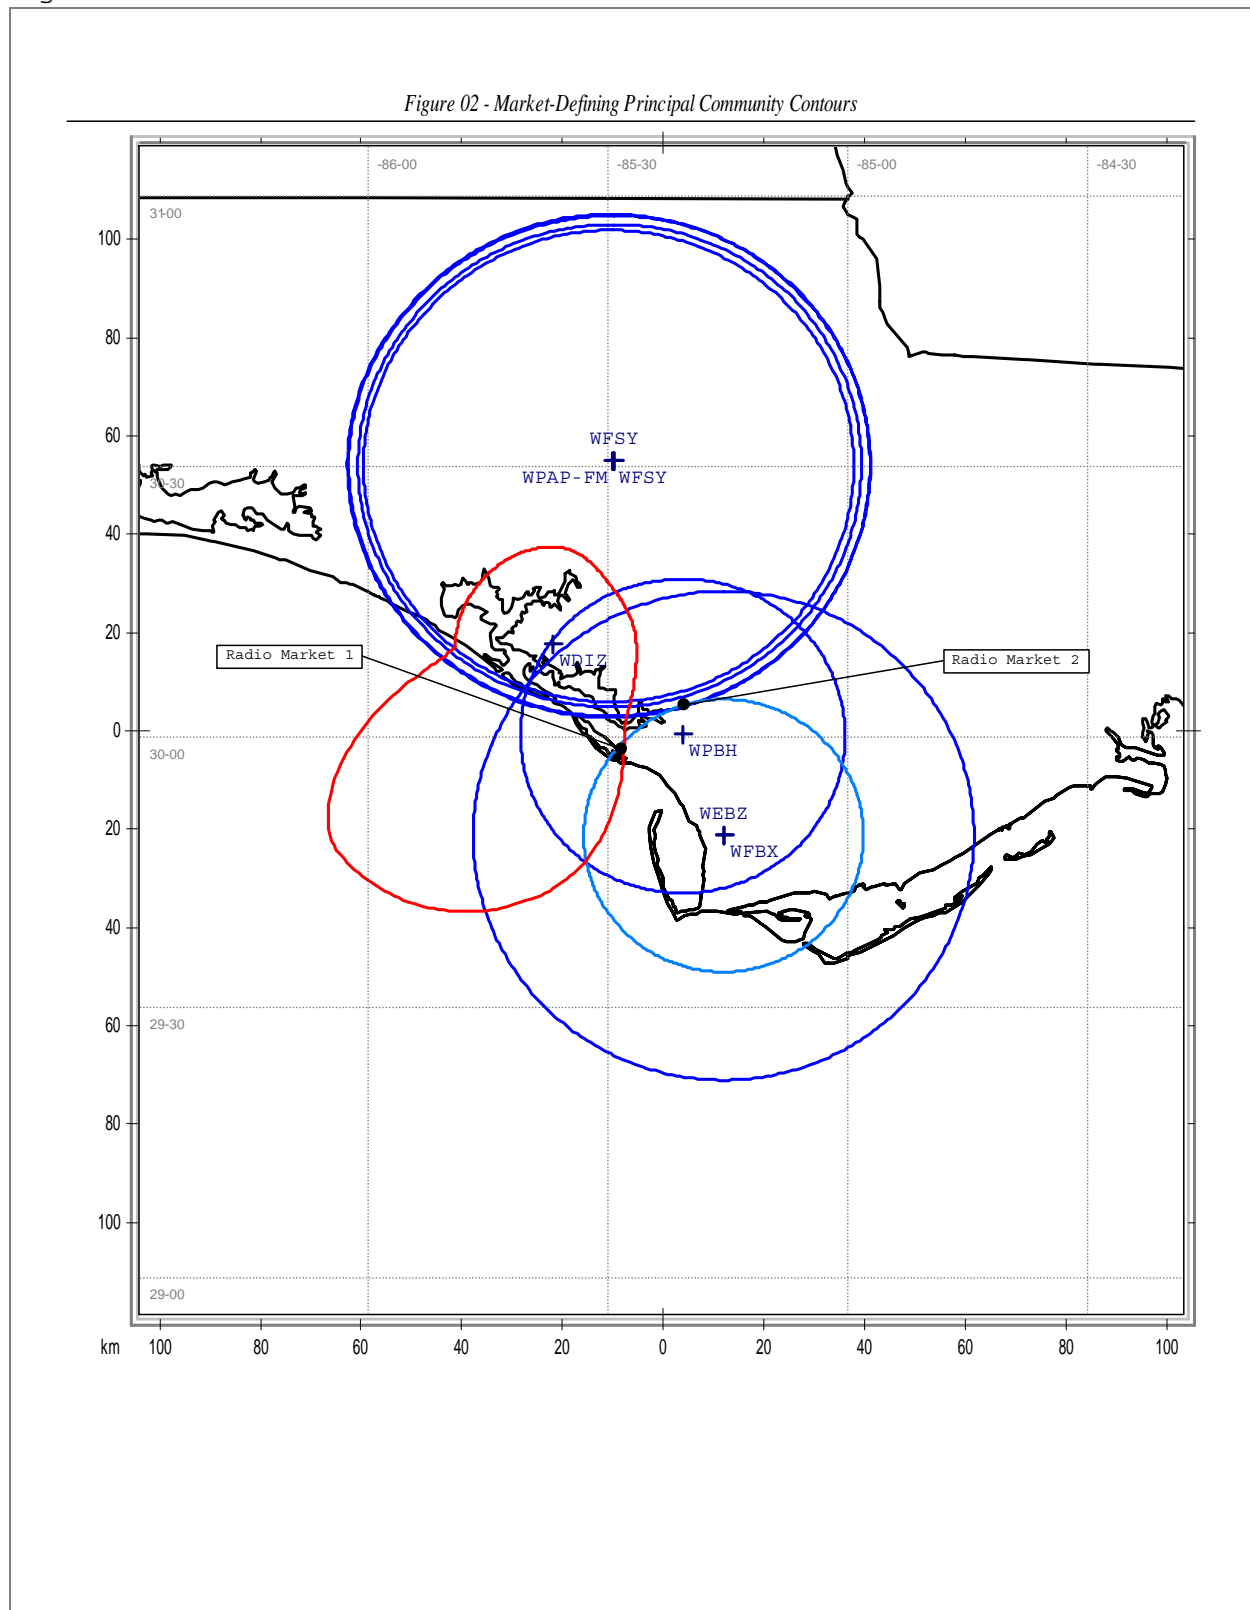 Figure 02 - Market-Defining Principal Community Contours
-86-00
-85-30
-85-00
-84-30
31-00
100
80
60
WFSY
WPAP-FM WFSY
30-30
40
20
Radio Market 1
WDIZ
Radio Market 2
0
30-00
WPBH
20
WEBZ
WFBX
40
29-30
60
80
100
29-00
km 100 80 60 40 20 0 20 40 60 80 100